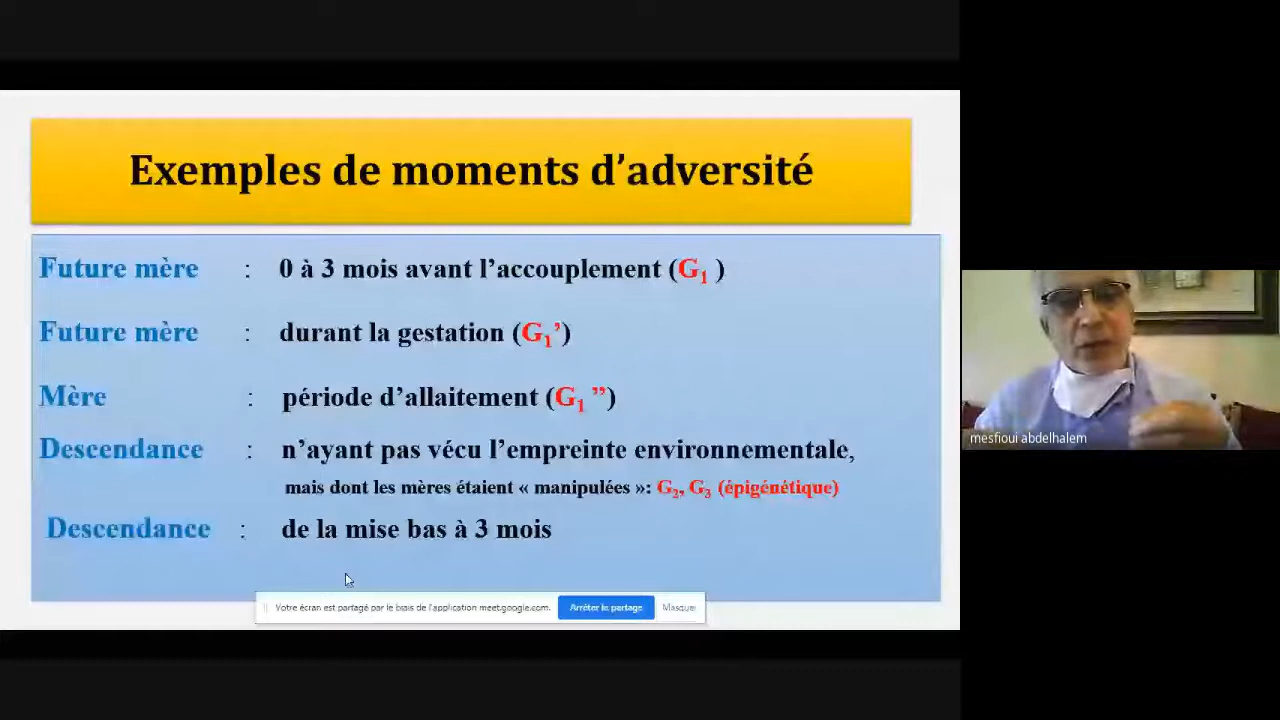 Exemples de moments d’adversité
Future mère : 0 à 3 mois avant l’accouplement (G₁ )
Future mère : durant la gestation (G₁’)
Mère : période d’allaitement (G₁ ”)
Descendance : n’ayant pas vécu l’empreinte environnementale,
mais dont les mères étaient « manipulées »: G₂, G₃ (épigénétique)
Descendance : de la mise bas à 3 mois
mesfioui abdelhalem
Votre écran est partagé par le biais de l'application meet.google.com. Arrêter le partage Masquer